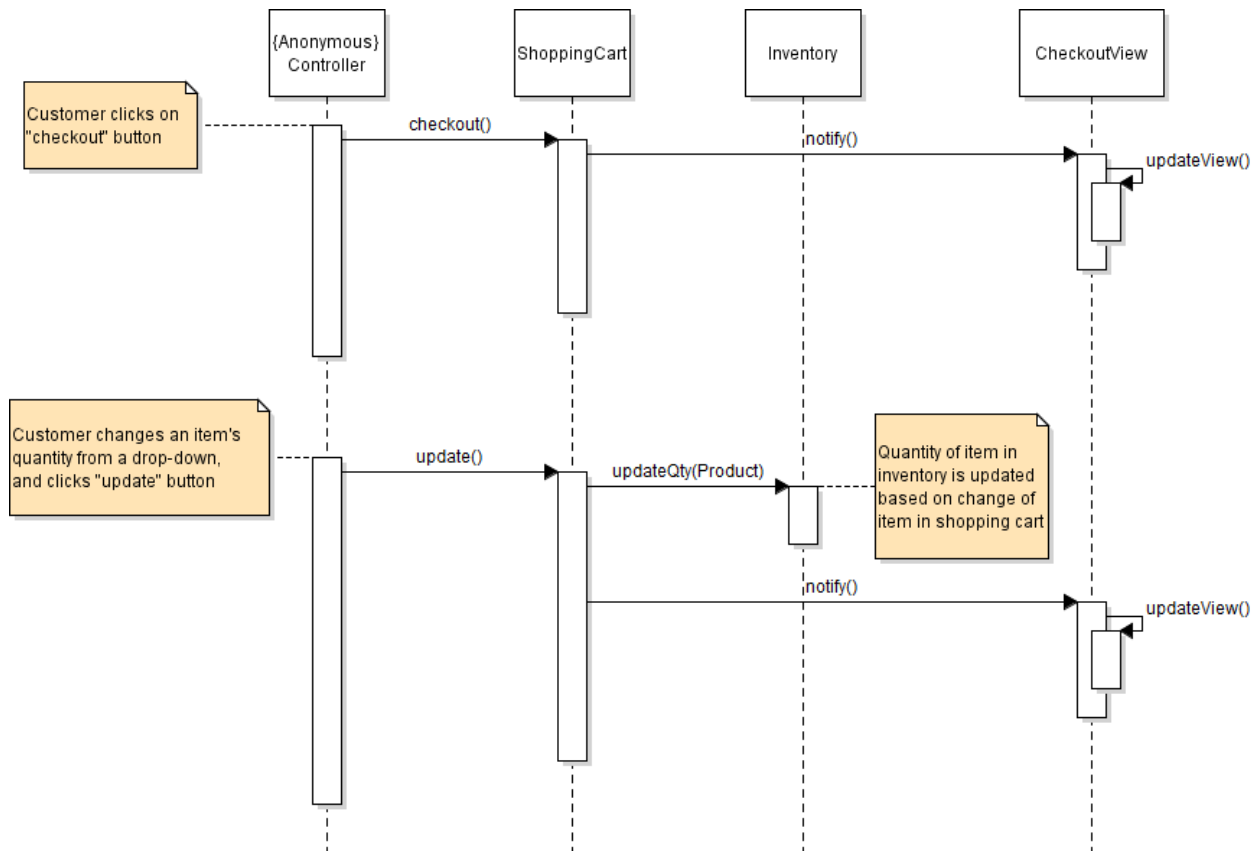 {Anonymous}
Controller
ShoppingCart
Inventory
CheckoutView
Customer clicks on
"checkout" button
checkout()
notify()
updateView()
Customer changes an item's
quantity from a drop-down,
and clicks "update" button
update()
updateQty(Product)
Quantity of item in
inventory is updated
based on change of
item in shopping cart
notify()
updateView()